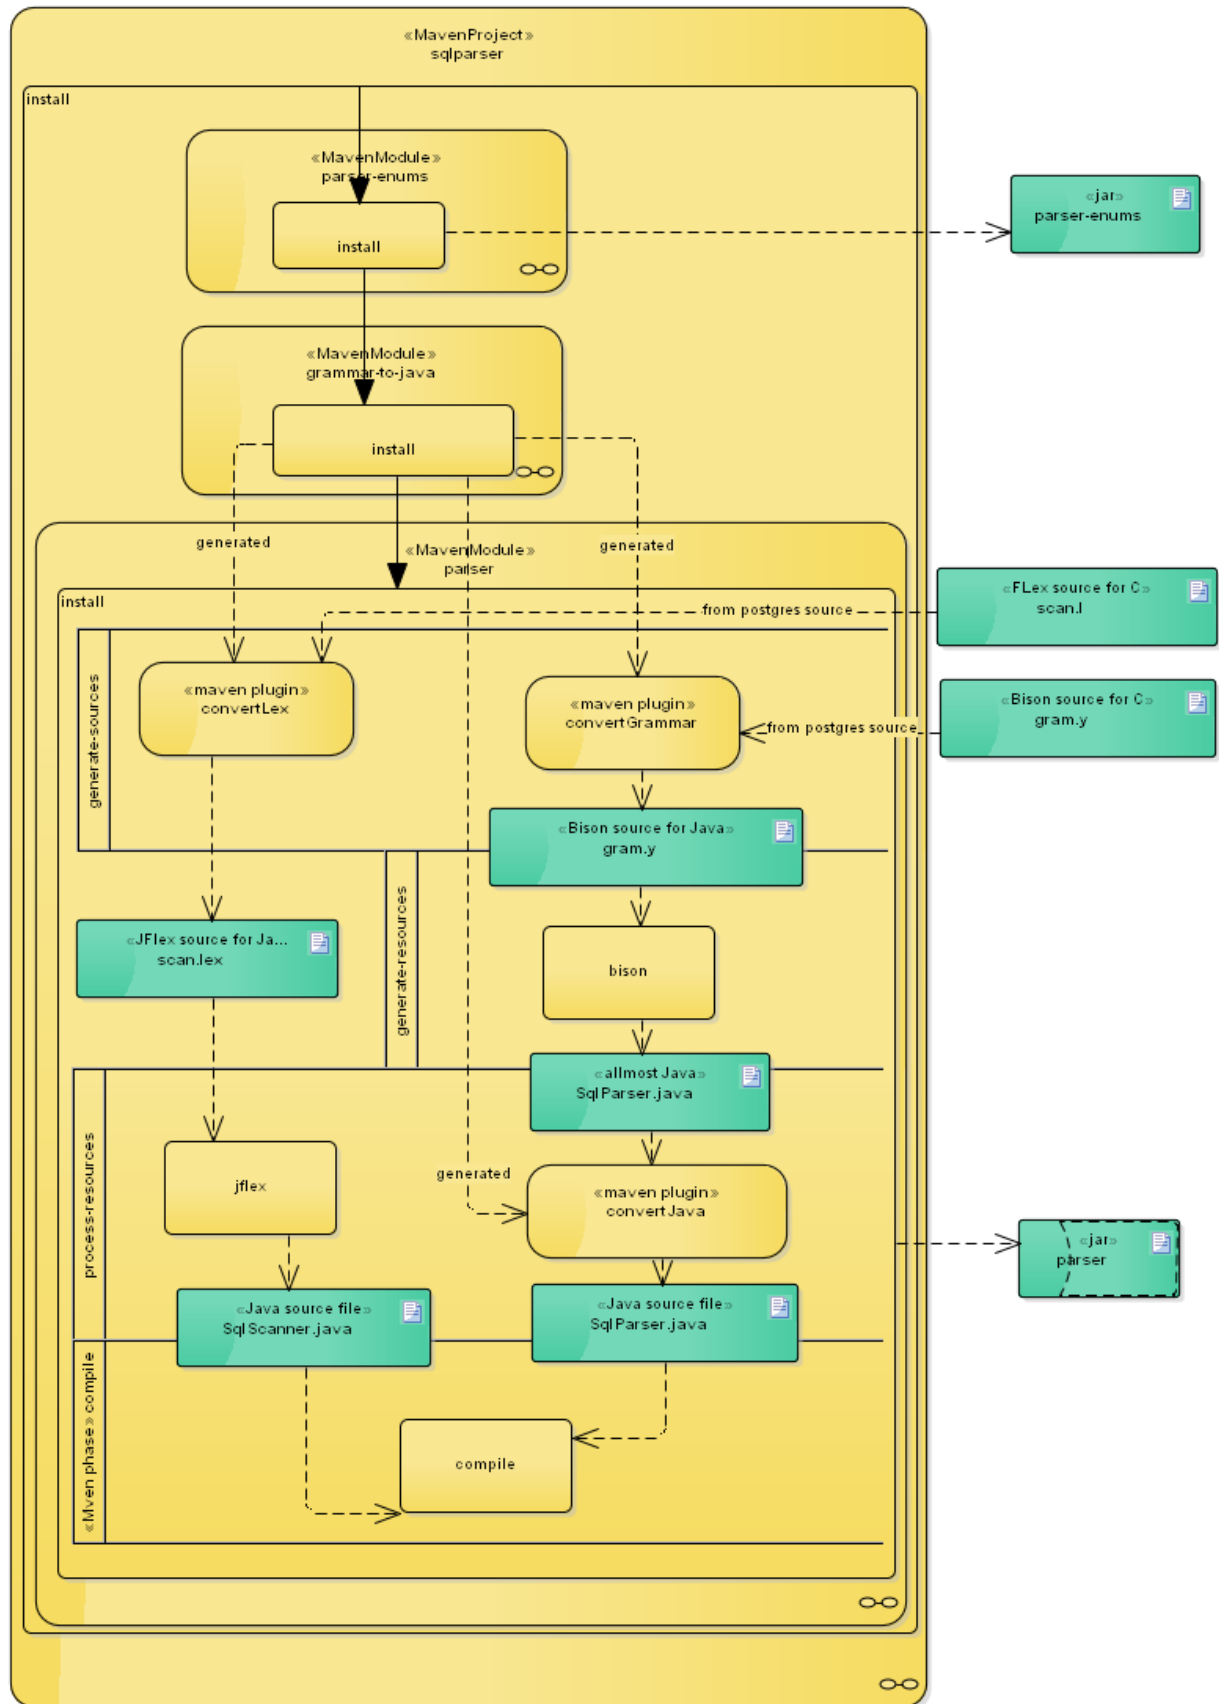 «MavenProject»
sqlparser
install
«MavenModule»
parser-enums
install
«jar»
parser-enums
«MavenModule»
grammar-to-java
install
generated
generated
«MavenModule»
parser
install
from postgres source
«FLex source for C»
scan.l
generate-sources
«maven plugin»
convertLex
«maven plugin»
convertGrammar
from postgres source
«Bison source for C»
gram.y
«Bison source for Java»
gram.y
generate-resources
«JFlex source for Ja...
scan.lex
bison
«allmost Java»
SqlParser.java
process-resources
jflex
generated
«maven plugin»
convertJava
«jar»
parser
«Java source file»
SqlScanner.java
«Java source file»
SqlParser.java
«Mven phase» compile
compile